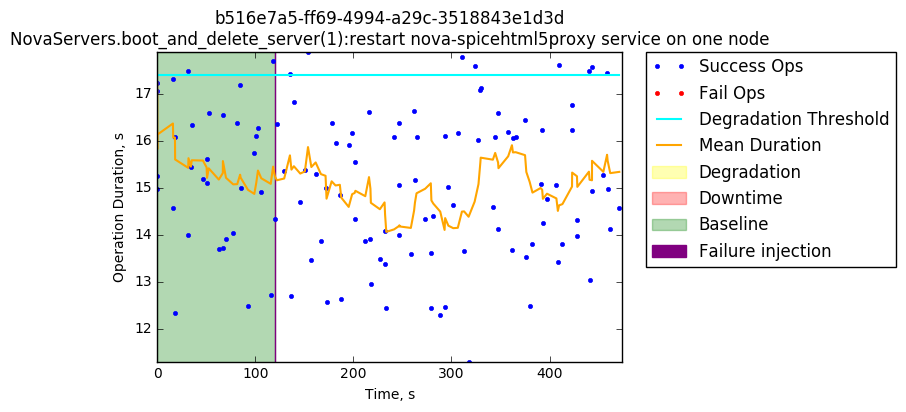 b516e7a5-ff69-4994-a29c-3518843e1d3d
NovaServers.boot_and_delete_server(1):restart nova-spicehtml5proxy service on one node
Operation Duration, s
17
16
15
14
13
12
0 100 200 300 400
Time, s
Success Ops
Fail Ops
Degradation Threshold
Mean Duration
Degradation
Downtime
Baseline
Failure injection